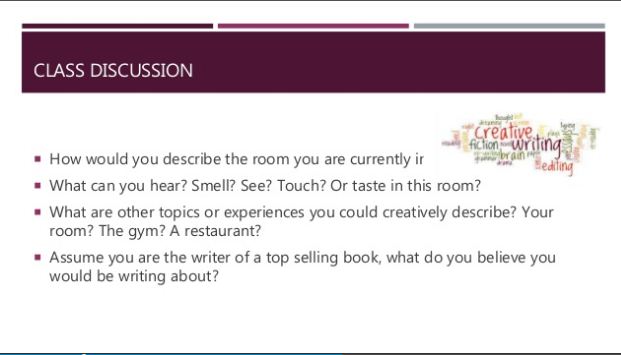 CLASS DISCUSSION
thought
creative
fiction writing
brain
drama
editing
How would you describe the room you are currently ir
What can you hear? Smell? See? Touch? Or taste in this room?
What are other topics or experiences you could creatively describe? Your
room? The gym? A restaurant?
Assume you are the writer of a top selling book, what do you believe you
would be writing about?